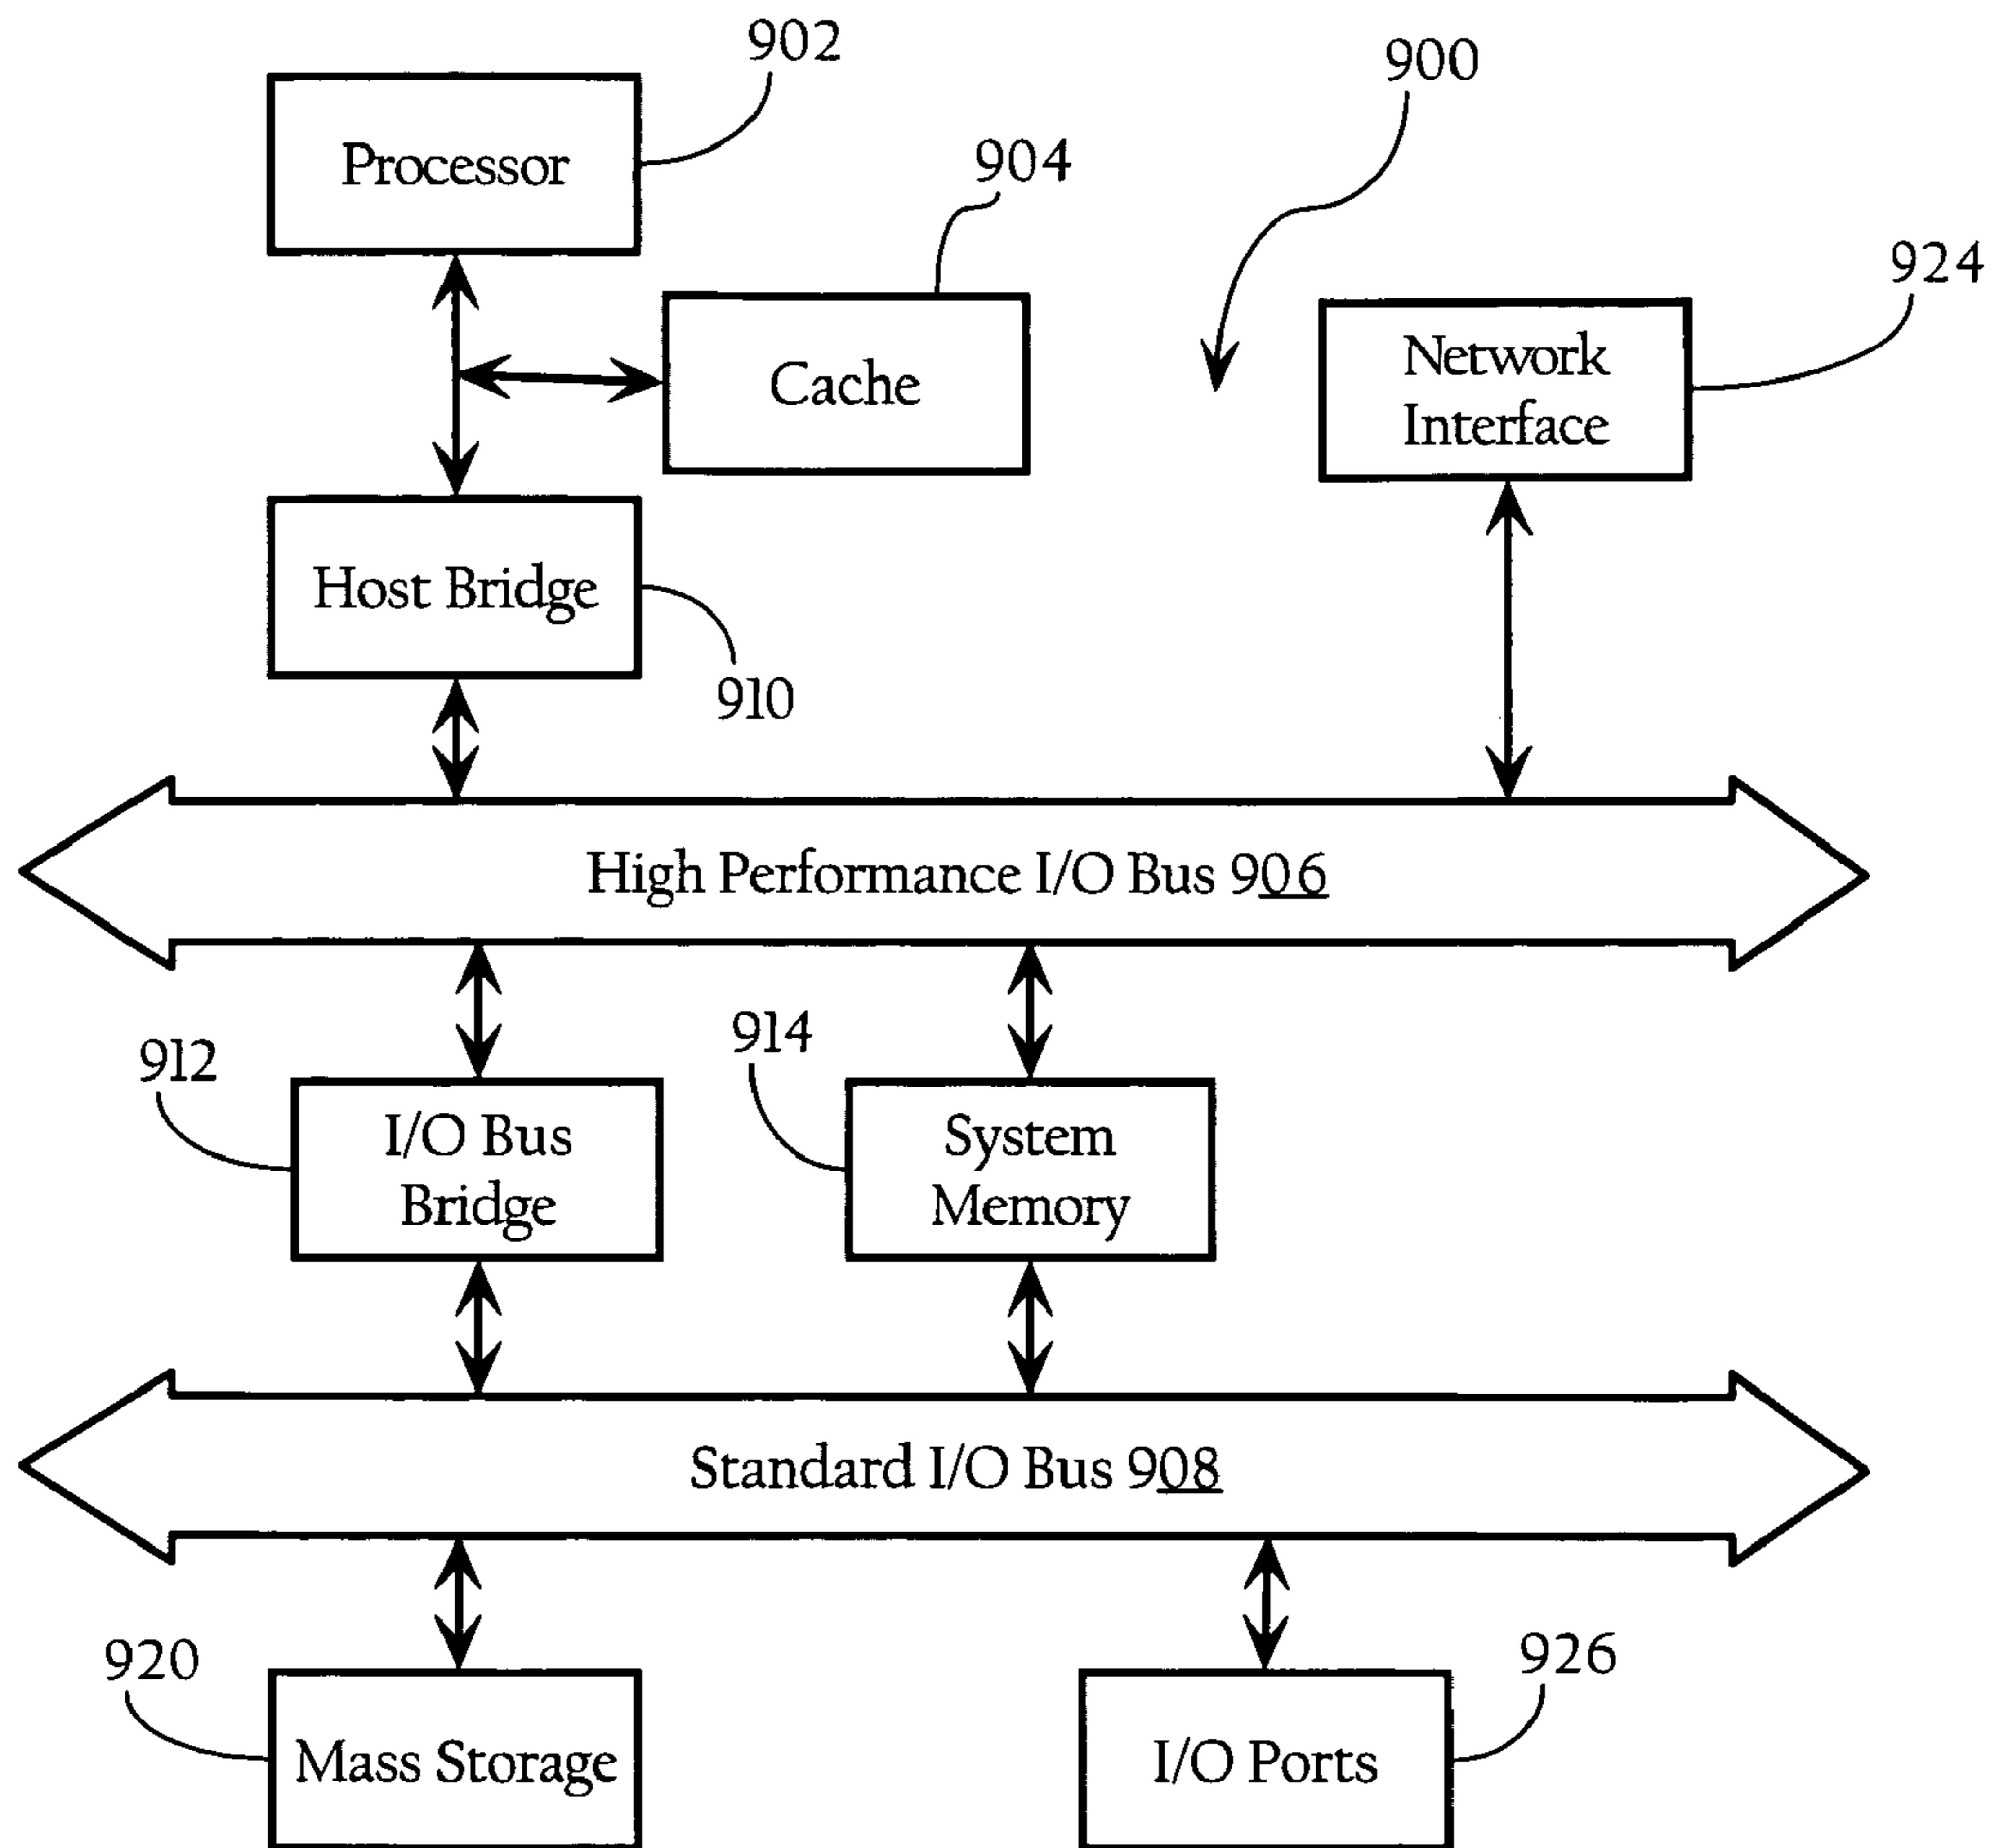 902
900
Processor
904
924
Cache
Network
Interface
Host Bridge
910
High Performance I/O Bus 906
912
914
I/O Bus
Bridge
System
Memory
Standard I/O Bus 908
920
926
Mass Storage
I/O Ports